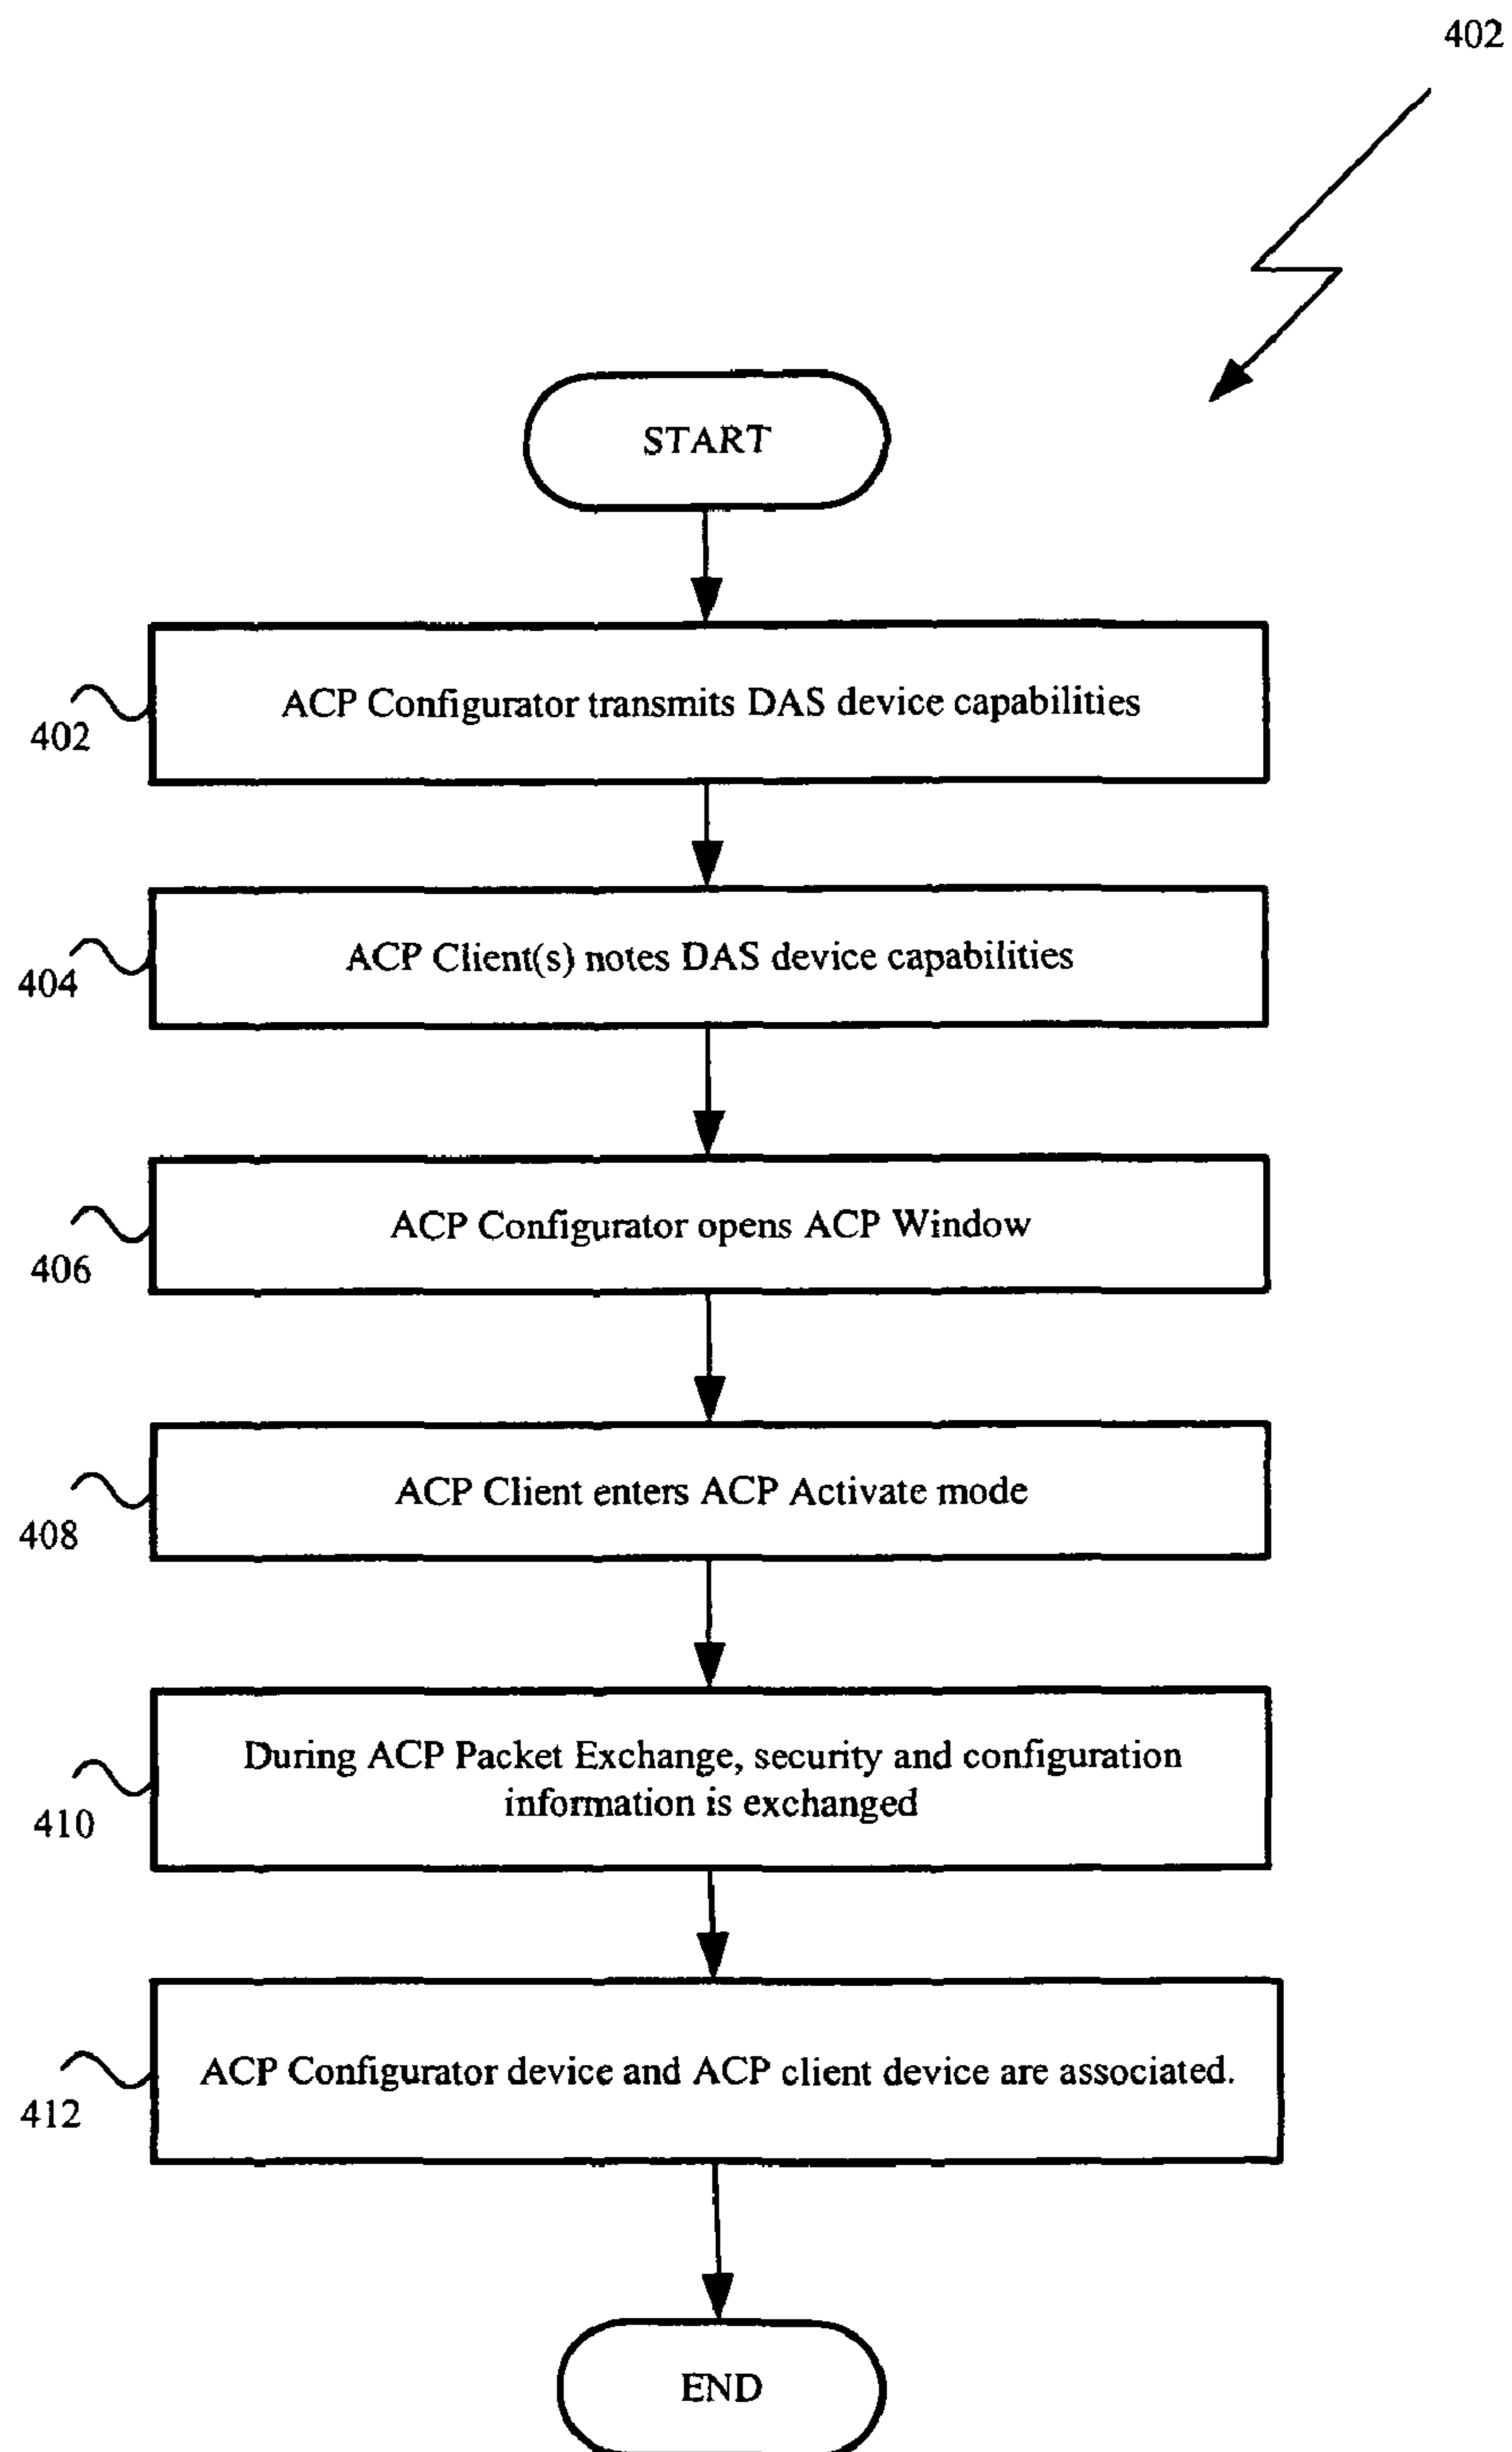 402
START
ACP Configurator transmits DAS device capabilities
402
ACP Client(s) notes DAS device capabilities
404
ACP Configurator opens ACP Window
406
ACP Client enters ACP Activate mode
408
During ACP Packet Exchange, security and configuration
information is exchanged
410
ACP Configurator device and ACP client device are associated.
412
END